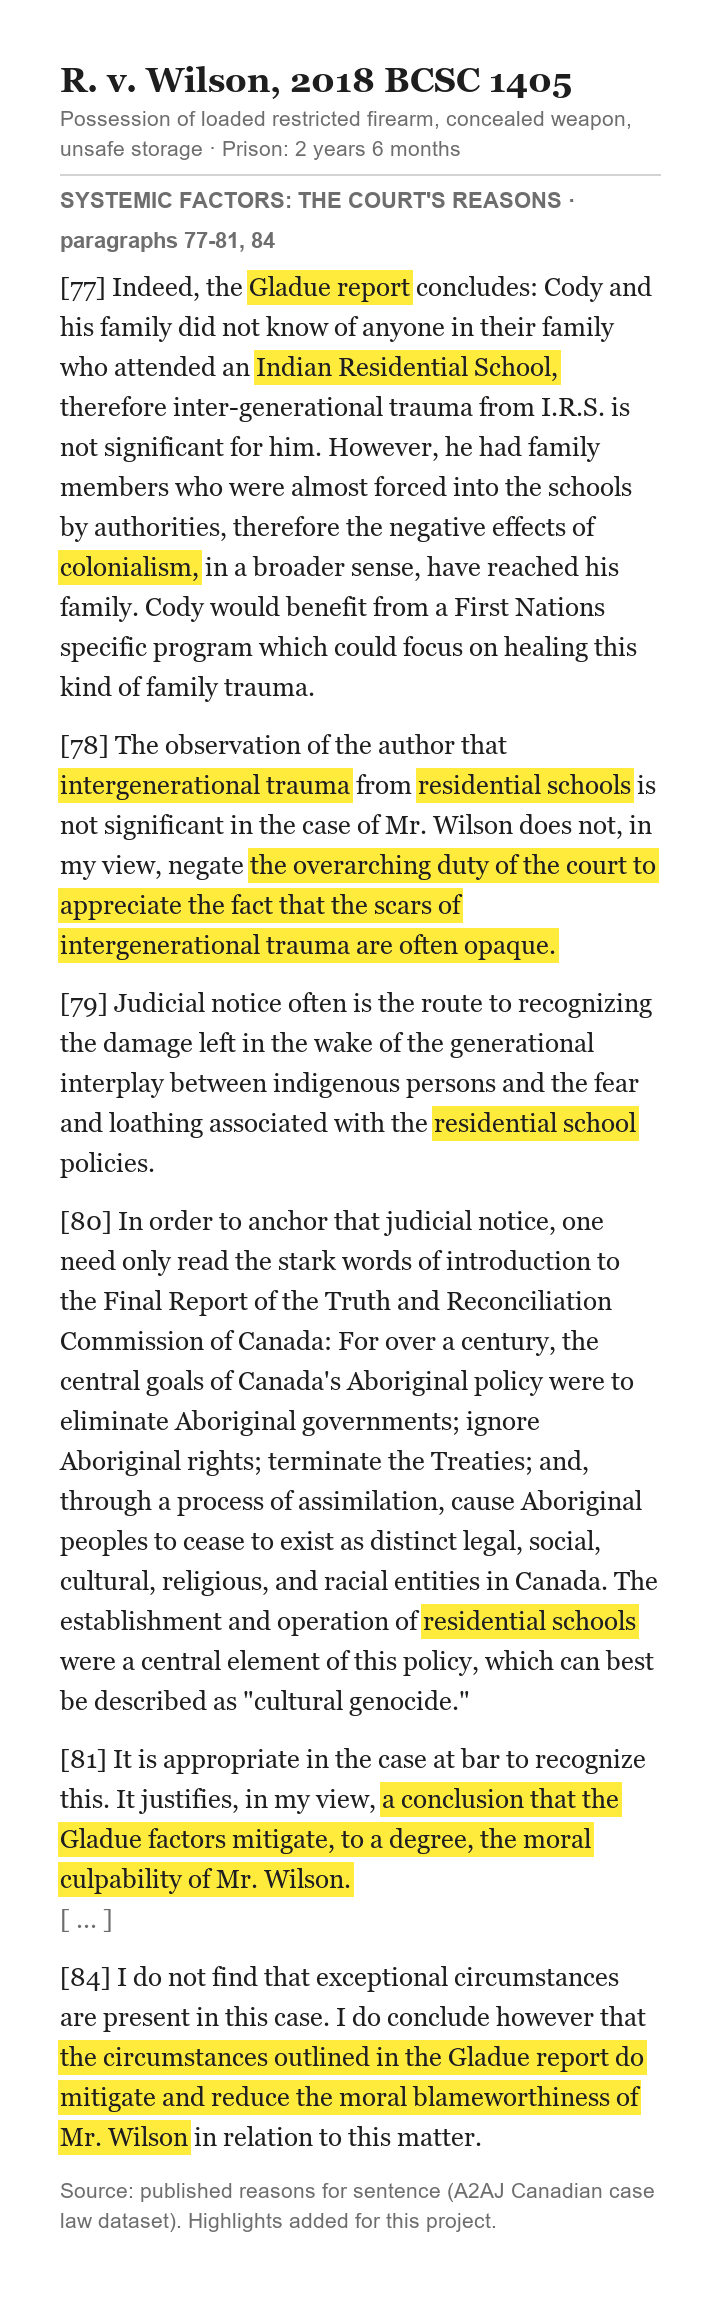 R. v. Wilson, 2018 BCSC 1405
Possession of loaded restricted firearm, concealed weapon,
unsafe storage · Prison: 2 years 6 months
SYSTEMIC FACTORS: THE COURT'S REASONS ·
paragraphs 77-81, 84
[77] Indeed, the Gladue report concludes: Cody and
his family did not know of anyone in their family
who attended an Indian Residential School,
therefore inter-generational trauma from I.R.S. is
not significant for him. However, he had family
members who were almost forced into the schools
by authorities, therefore the negative effects of
colonialism, in a broader sense, have reached his
family. Cody would benefit from a First Nations
specific program which could focus on healing this
kind of family trauma.
[78] The observation of the author that
intergenerational trauma from residential schools is
not significant in the case of Mr. Wilson does not, in
my view, negate the overarching duty of the court to
appreciate the fact that the scars of
intergenerational trauma are often opaque.
[79] Judicial notice often is the route to recognizing
the damage left in the wake of the generational
interplay between indigenous persons and the fear
and loathing associated with the residential school
policies.
[80] In order to anchor that judicial notice, one
need only read the stark words of introduction to
the Final Report of the Truth and Reconciliation
Commission of Canada: For over a century, the
central goals of Canada's Aboriginal policy were to
eliminate Aboriginal governments; ignore
Aboriginal rights; terminate the Treaties; and,
through a process of assimilation, cause Aboriginal
peoples to cease to exist as distinct legal, social,
cultural, religious, and racial entities in Canada. The
establishment and operation of residential schools
were a central element of this policy, which can best
be described as "cultural genocide."
[81] It is appropriate in the case at bar to recognize
this. It justifies, in my view, a conclusion that the
Gladue factors mitigate, to a degree, the moral
culpability of Mr. Wilson.
[ ... ]
[84] I do not find that exceptional circumstances
are present in this case. I do conclude however that
the circumstances outlined in the Gladue report do
mitigate and reduce the moral blameworthiness of
Mr. Wilson in relation to this matter.
Source: published reasons for sentence (A2AJ Canadian case
law dataset). Highlights added for this project.